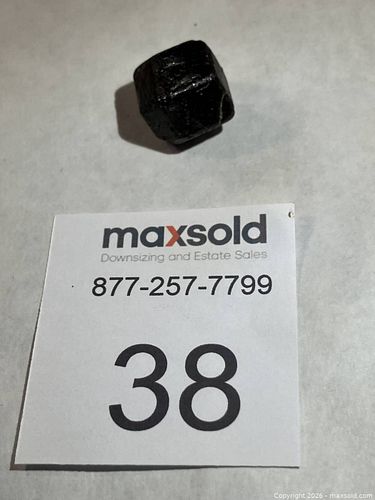 maxsold
Downsizing and Estate Sales
877-257-7799
38
Copyright 2026 - maxsold.com